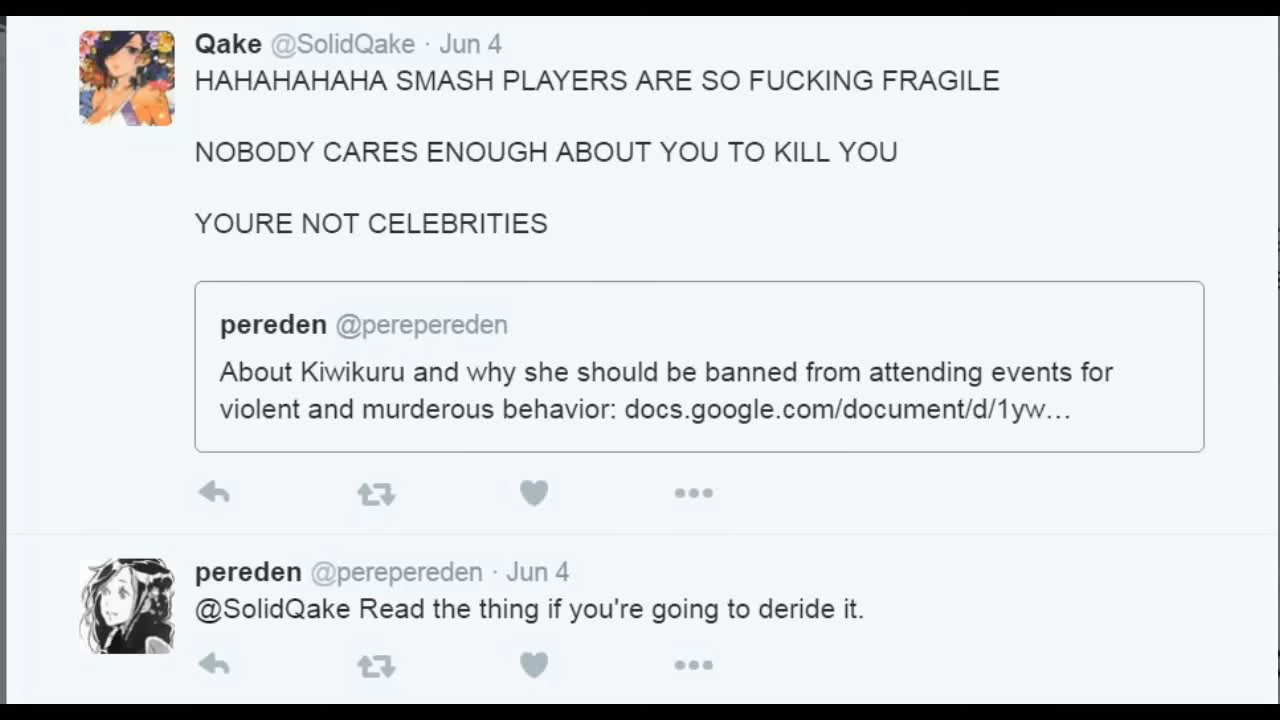 Qake @SolidQake · Jun 4
HAHAHAHAHA SMASH PLAYERS ARE SO FUCKING FRAGILE
NOBODY CARES ENOUGH ABOUT YOU TO KILL YOU
YOURE NOT CELEBRITIES
pereden @perepereden
About Kiwikuru and why she should be banned from attending events for
violent and murderous behavior: docs.google.com/document/d/1yw…
pereden @perepereden · Jun 4
@SolidQake Read the thing if you're going to deride it.